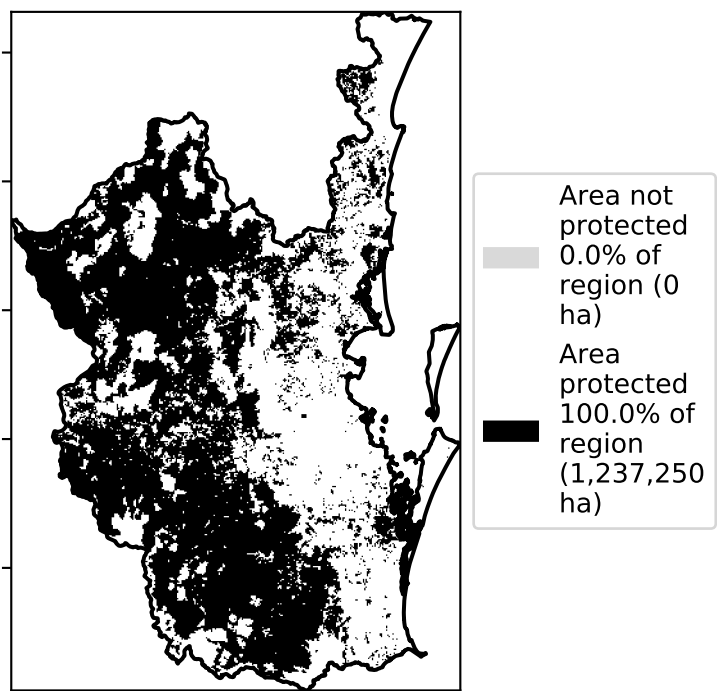 Area not
protected
0.0% of
region (0
ha)
Area
protected
100.0% of
region
(1,237,250
ha)